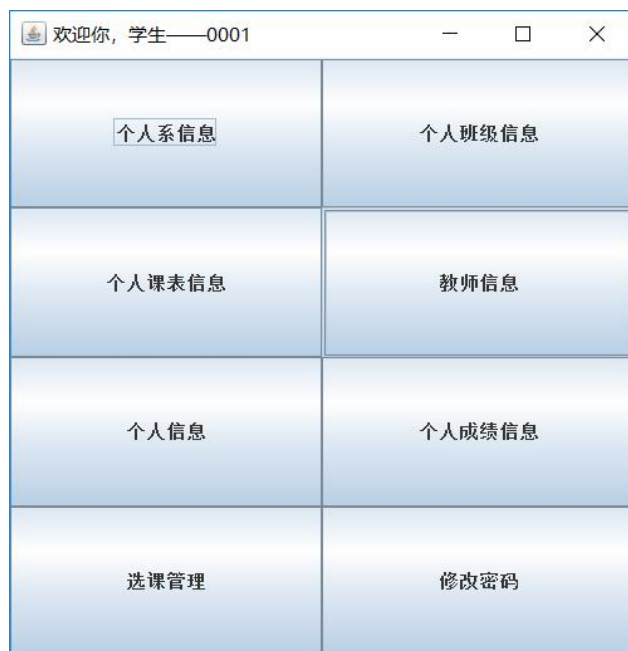 欢迎你，学生——0001
个人系信息
个人班级信息
个人课表信息
教师信息
个人信息
个人成绩信息
选课管理
修改密码